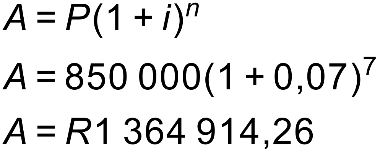 A = P(1 + i)ⁿ
A = 850 000(1 + 0,07)⁷
A = R1 364 914,26